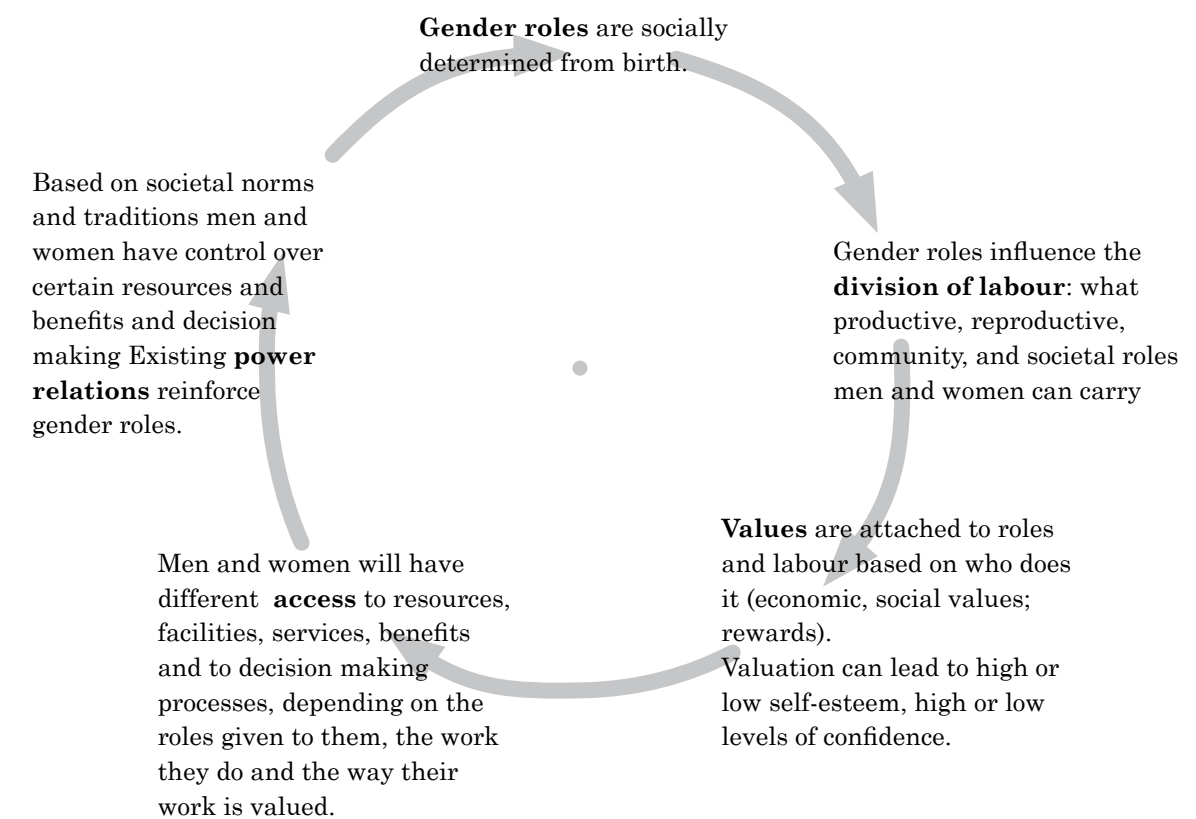 Gender roles are socially
determined from birth.
Gender roles influence the
division of labour: what
productive, reproductive,
community, and societal roles
men and women can carry
Values are attached to roles
and labour based on who does
it (economic, social values;
rewards).
Valuation can lead to high or
low self-esteem, high or low
levels of confidence.
Men and women will have
different access to resources,
facilities, services, benefits
and to decision making
processes, depending on the
roles given to them, the work
they do and the way their
work is valued.
Based on societal norms
and traditions men and
women have control over
certain resources and
benefits and decision
making Existing power
relations reinforce
gender roles.